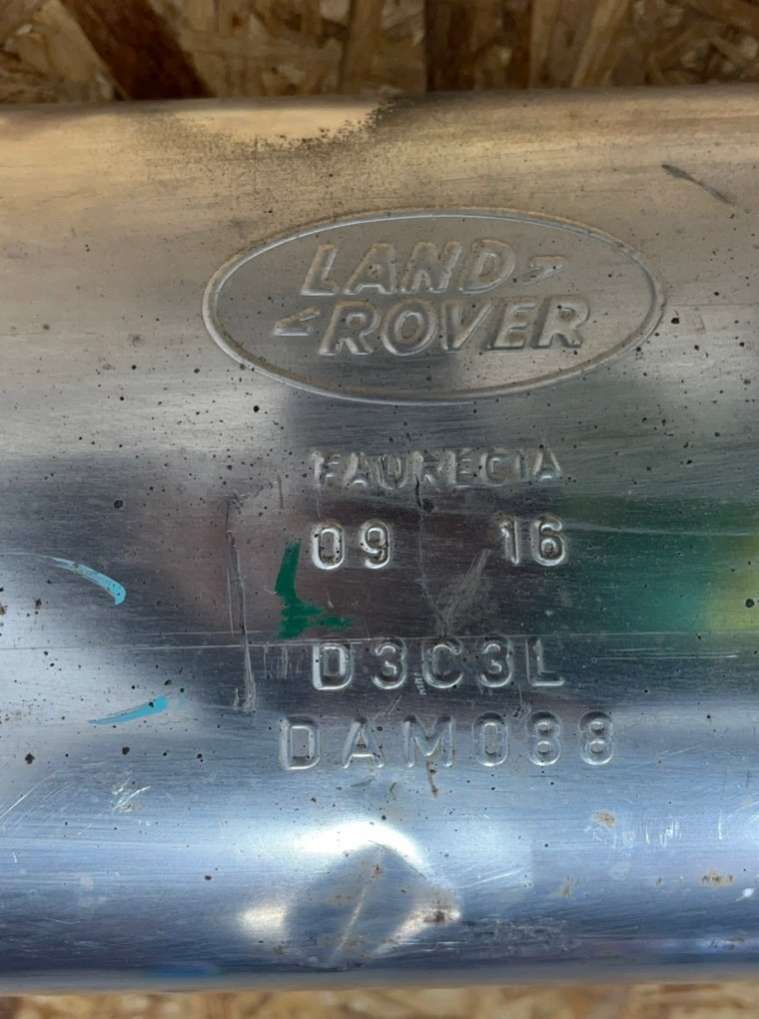 LAND
ROVER
FAURECIA
09 16
D3C3L
DAM088